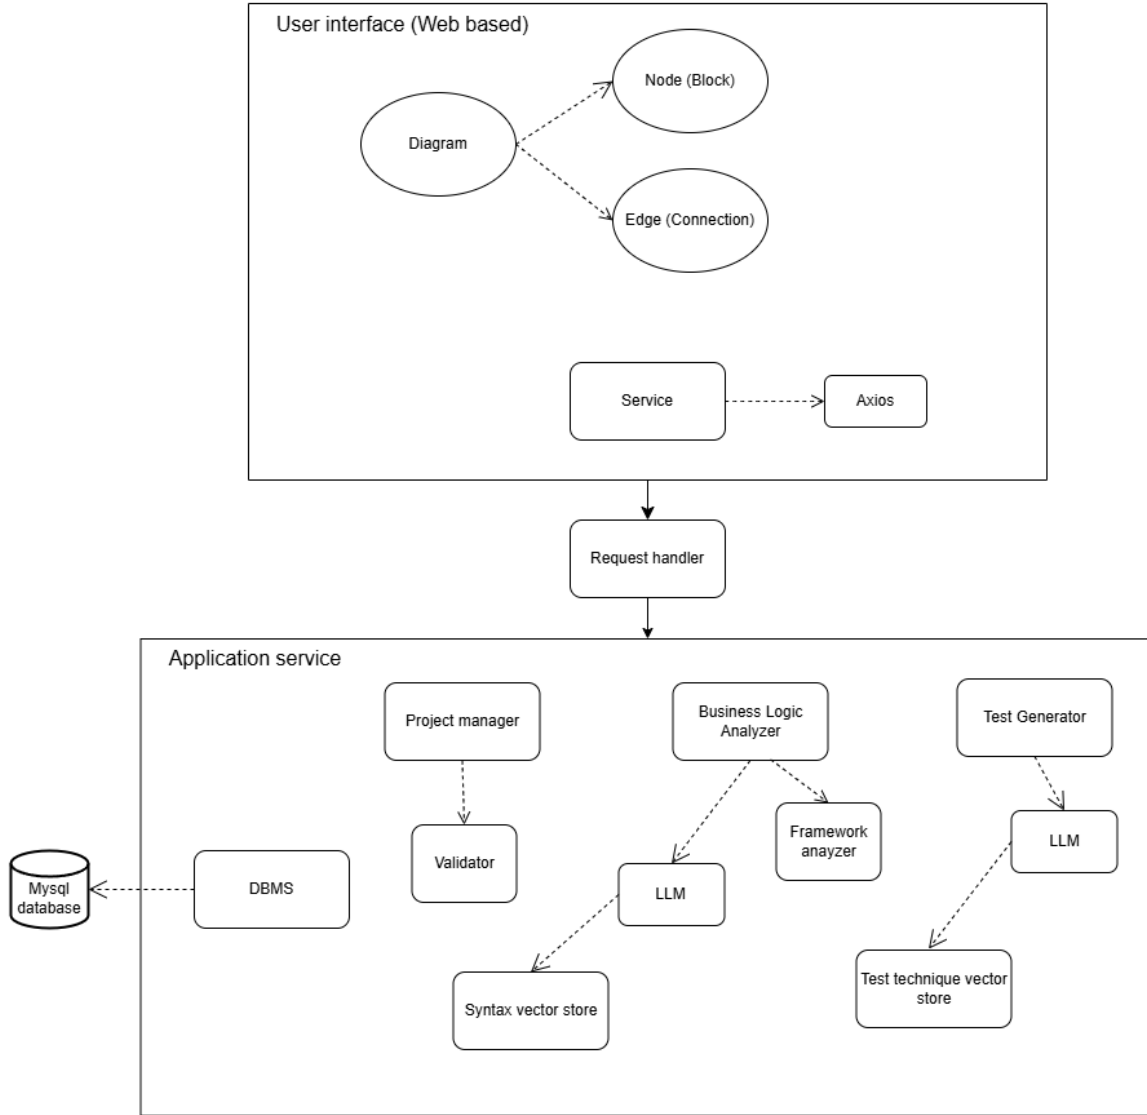 User interface (Web based)
Node (Block)
Diagram
Edge (Connection)
Service
Axios
Request handler
Application service
Project manager
Business Logic
Analyzer
Test Generator
Validator
Framework
anayzer
LLM
Mysql
database
DBMS
LLM
Syntax vector store
Test technique vector
store